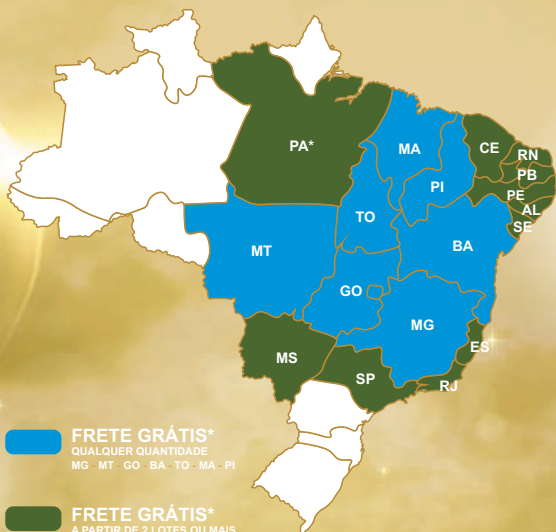 PA*
MA
CE
RN
PB
PI
PE
AL
SE
TO
BA
MT
GO
MG
ES
MS
SP
RJ
FRETE GRÁTIS*
QUALQUER QUANTIDADE
MG - MT - GO - BA - TO - MA - PI
FRETE GRÁTIS*
A PARTIR DE 2 LOTES OU MAIS